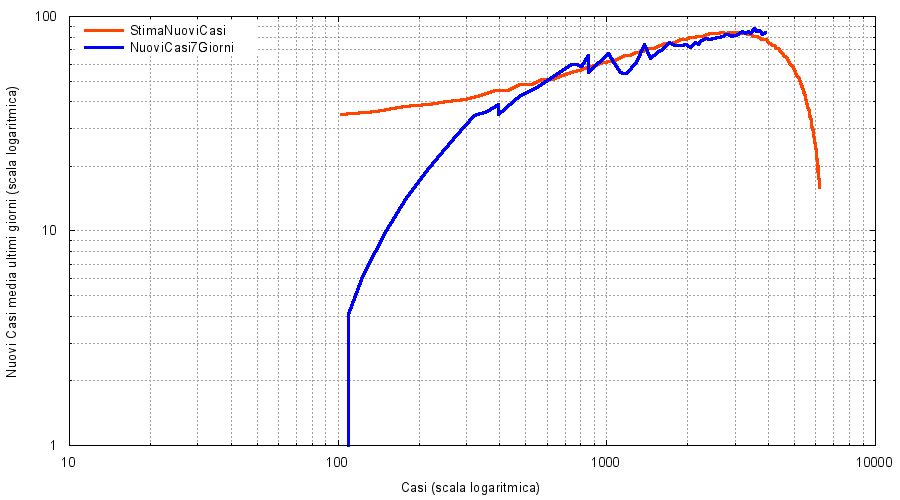 100
StimaNuoviCasi
NuoviCasi7Giorni
10
1
Nuovi Casi media ultimi giorni (scala logaritmica)
10
100
1000
10000
Casi (scala logaritmica)